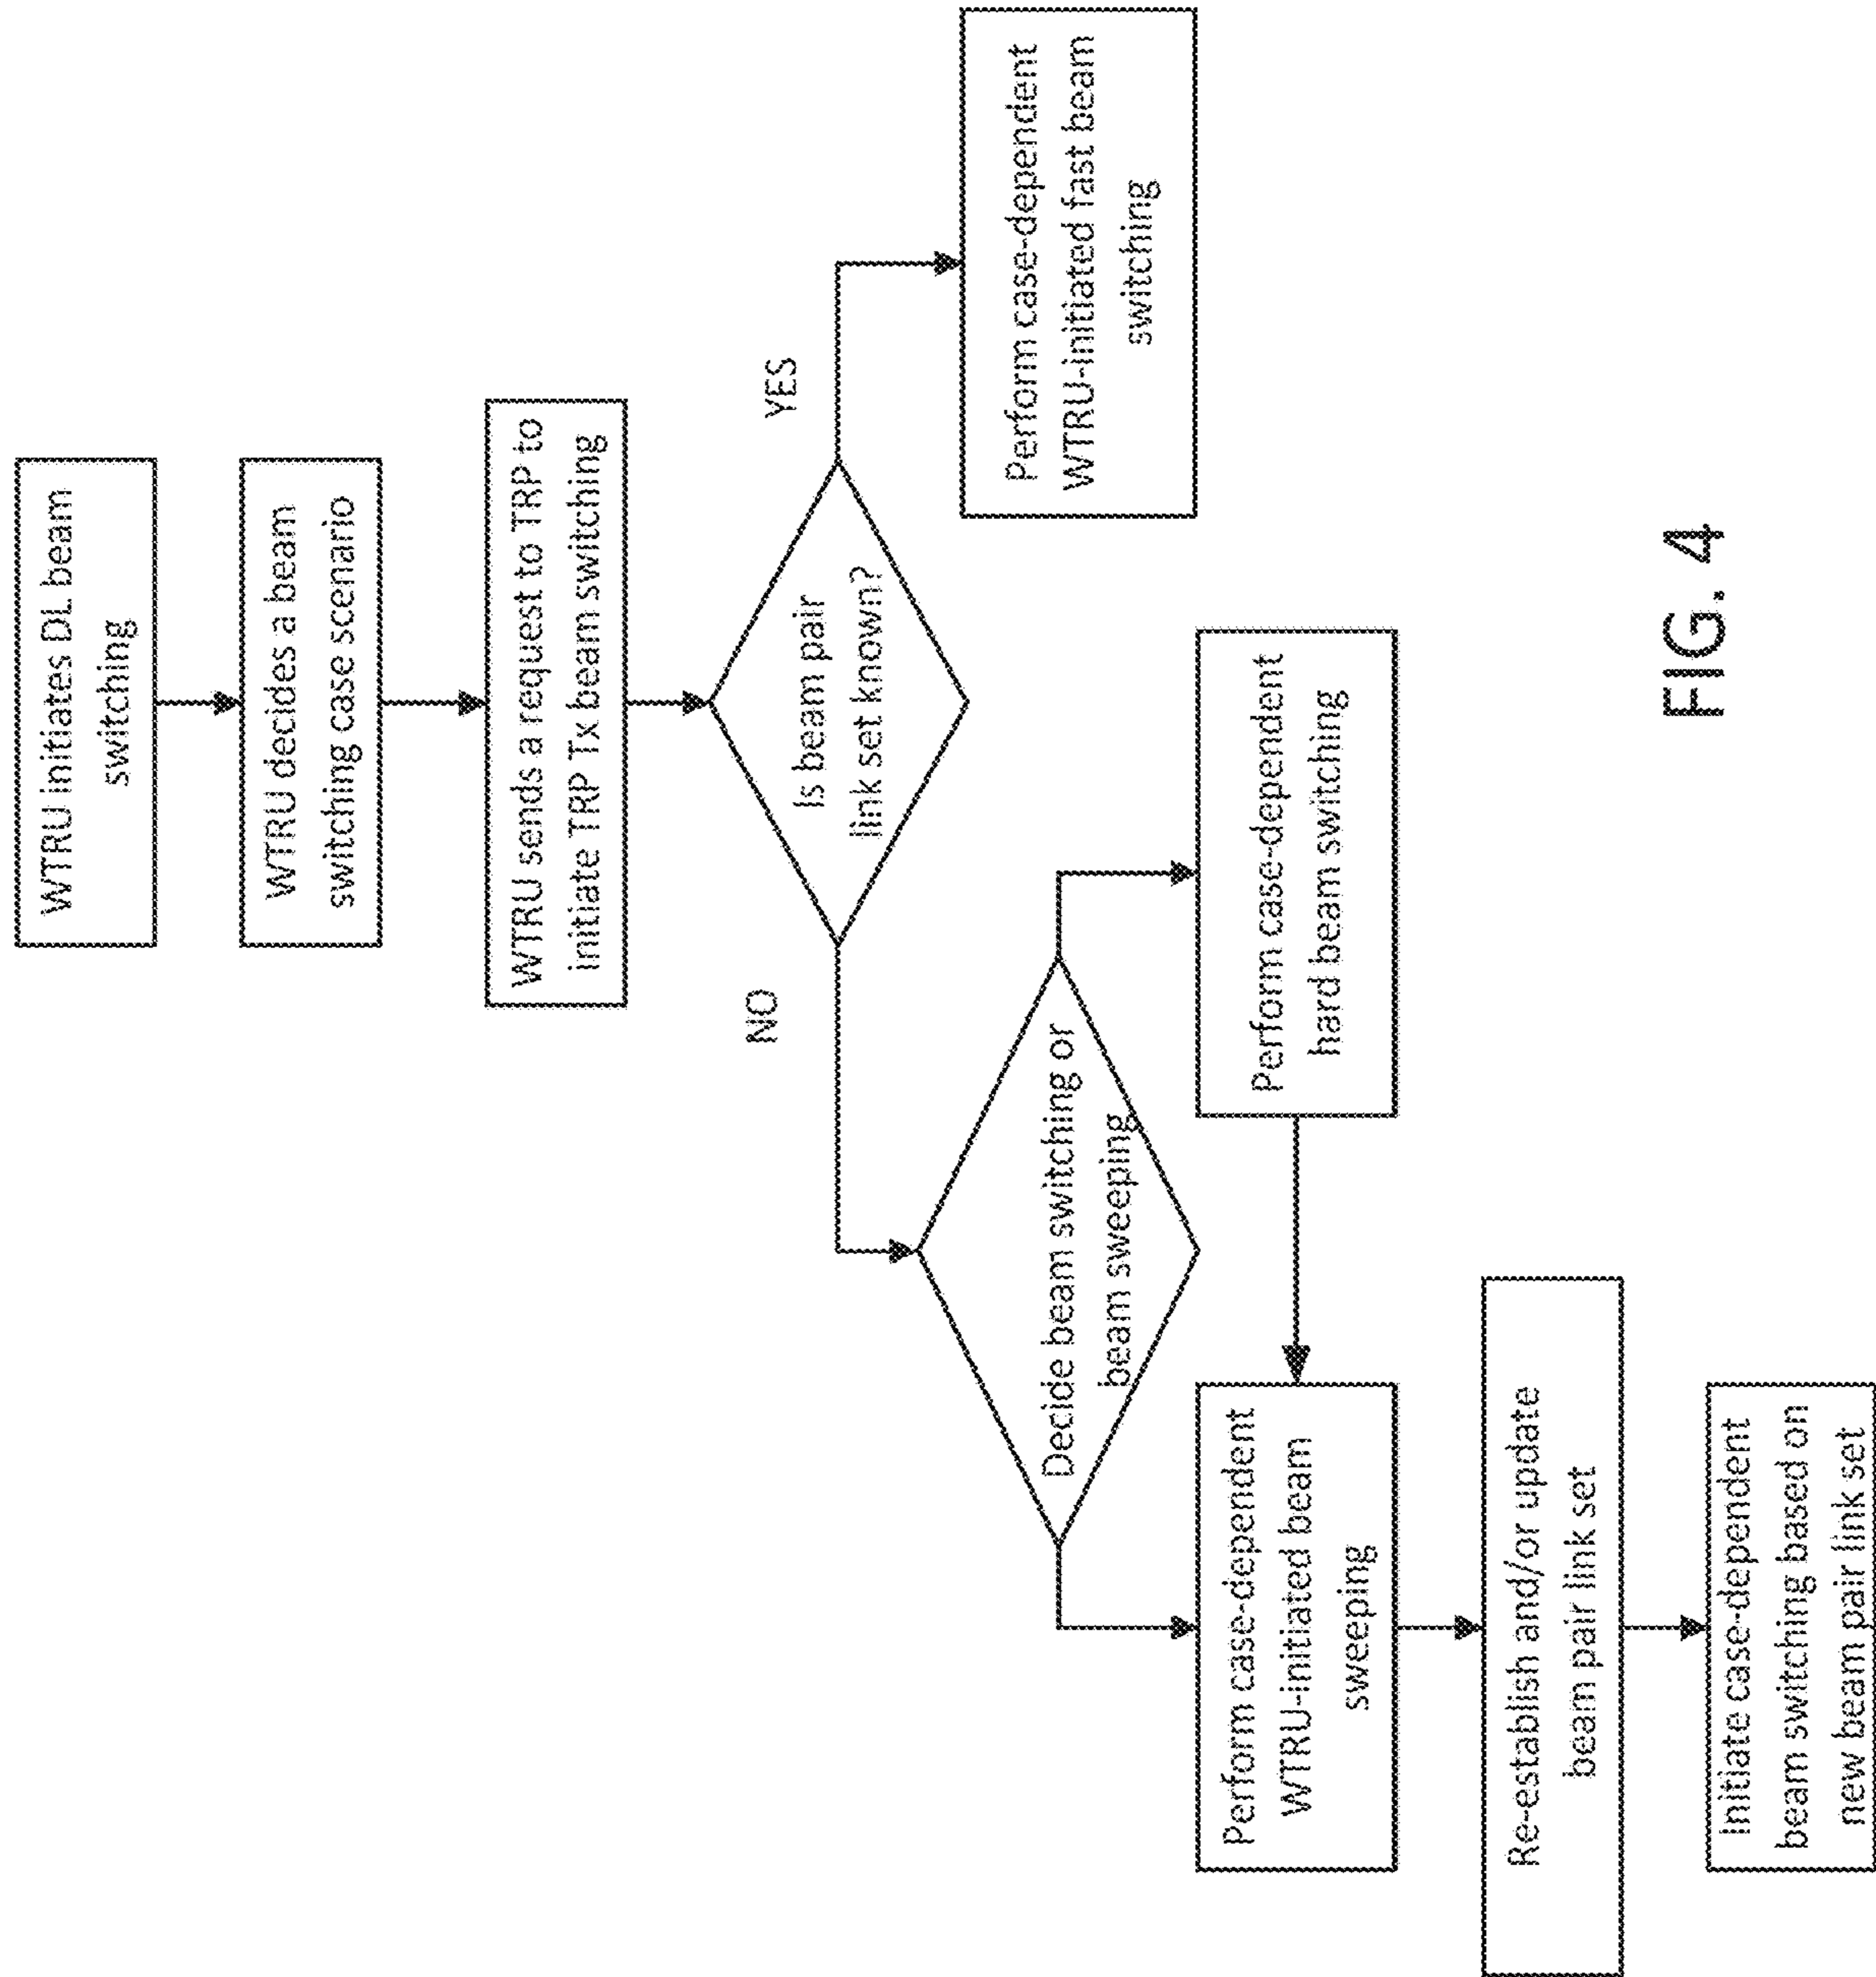 WTRU initiates DL beam
switching
WTRU decides a beam
switching case scenario
WTRU sends a request to TRP to
initiate TRP Tx beam switching
Is beam pair
link set known?
NO
YES
Decide beam switching or
beam sweeping
Perform case-dependent
WTRU-initiated fast beam
switching
Perform case-dependent
WTRU-initiated beam
sweeping
Perform case-dependent
hard beam switching
Re-establish and/or update
beam pair link set
Initiate case-dependent
beam switching based on
new beam pair link set
FIG. 4